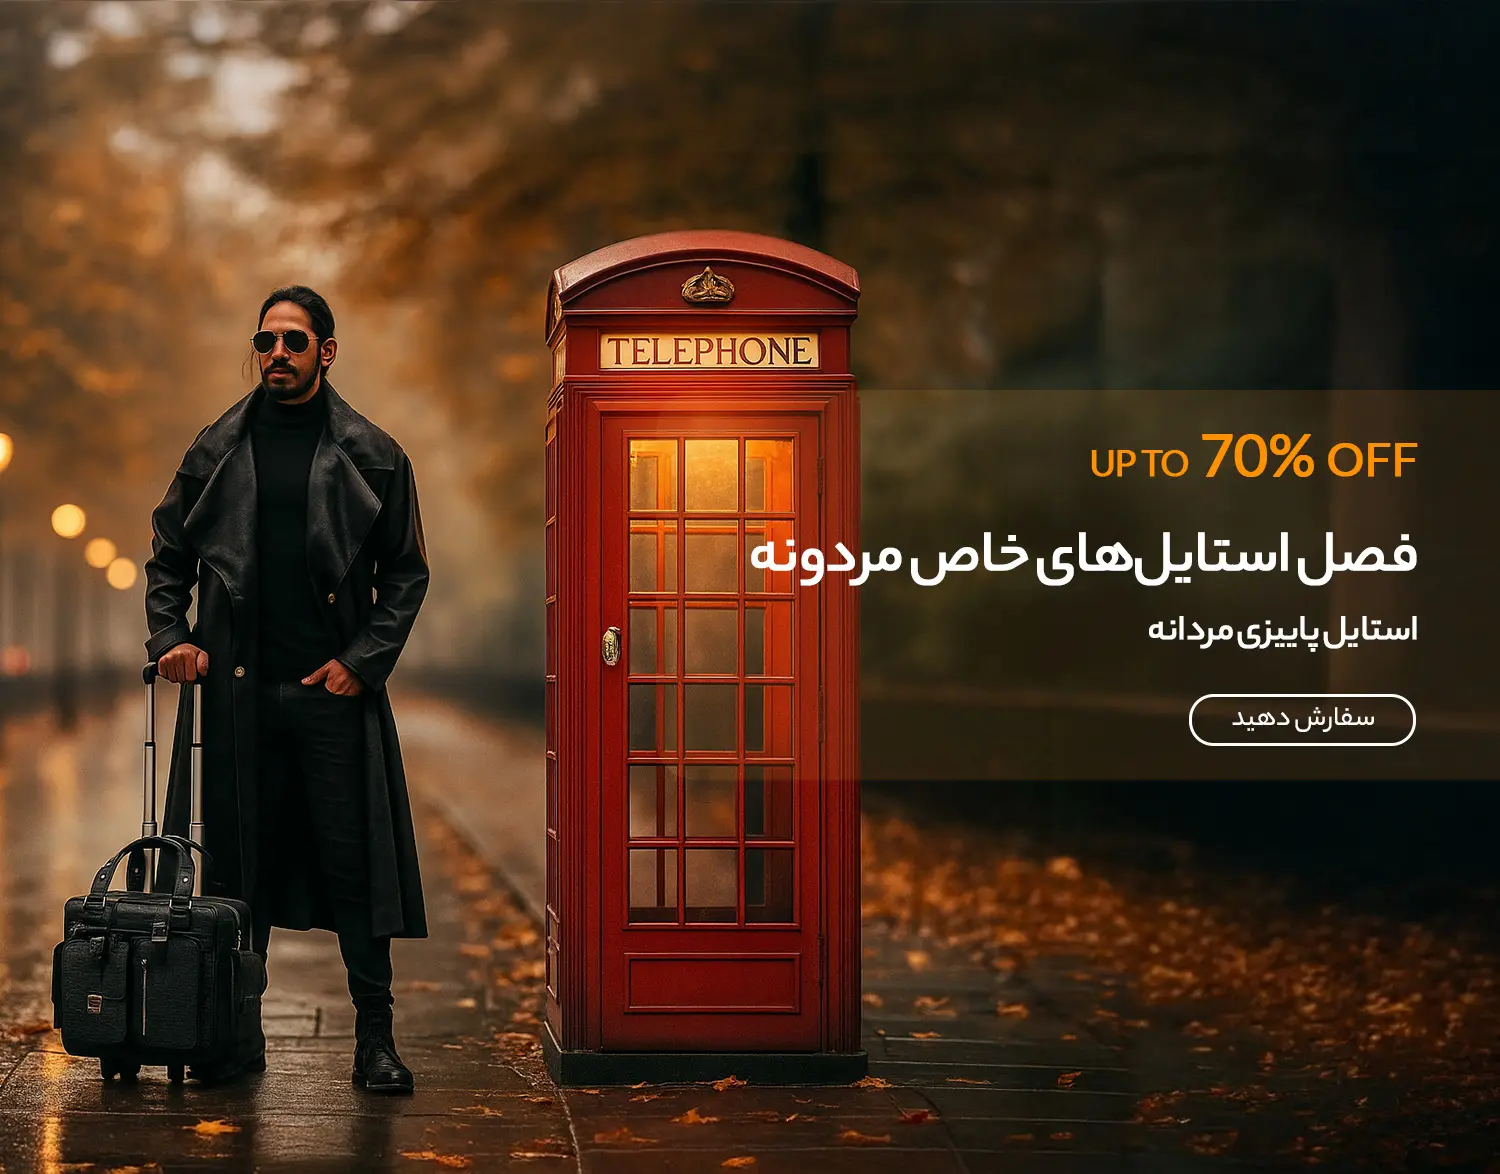 TELEPHONE
UP TO 70% OFF
فصل استایل‌های خاص مردونه
استایل پاییزی مردانه
سفارش دهید